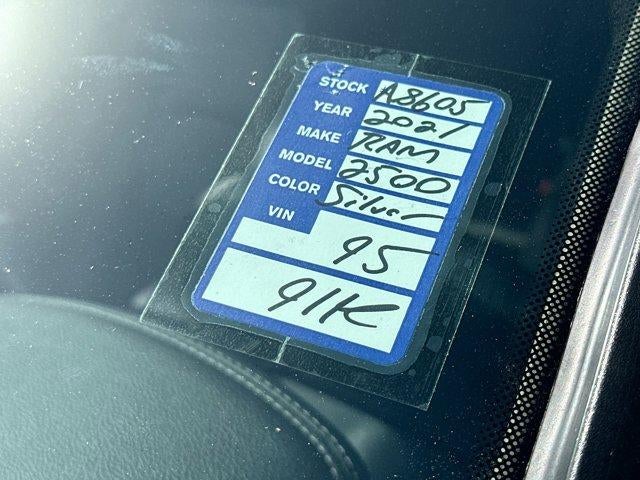 STOCK A8605
YEAR 2021
MAKE RAM
MODEL 2500
COLOR Silver
VIN
95
91K